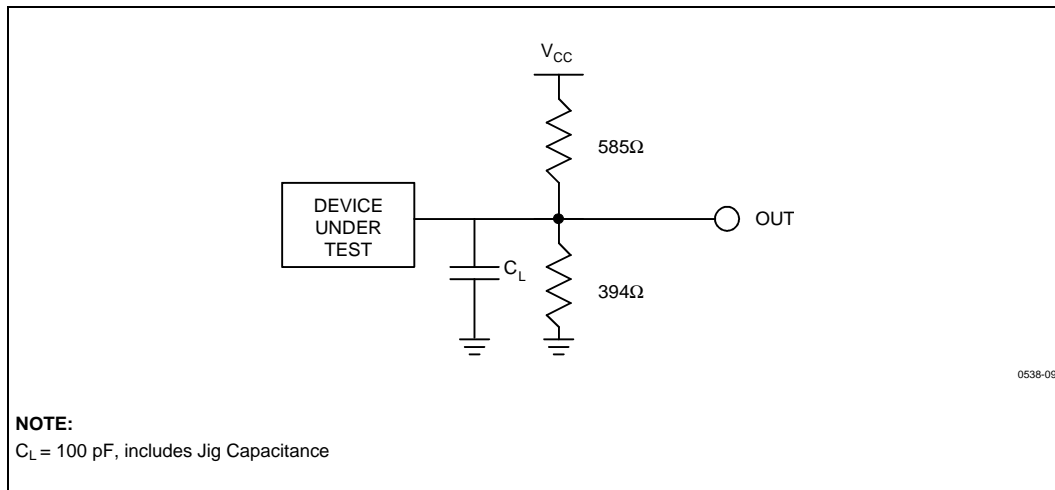 V_CC
585Ω
DEVICE
UNDER
TEST
OUT
C_L
394Ω
0538-09
NOTE:
C_L = 100 pF, includes Jig Capacitance